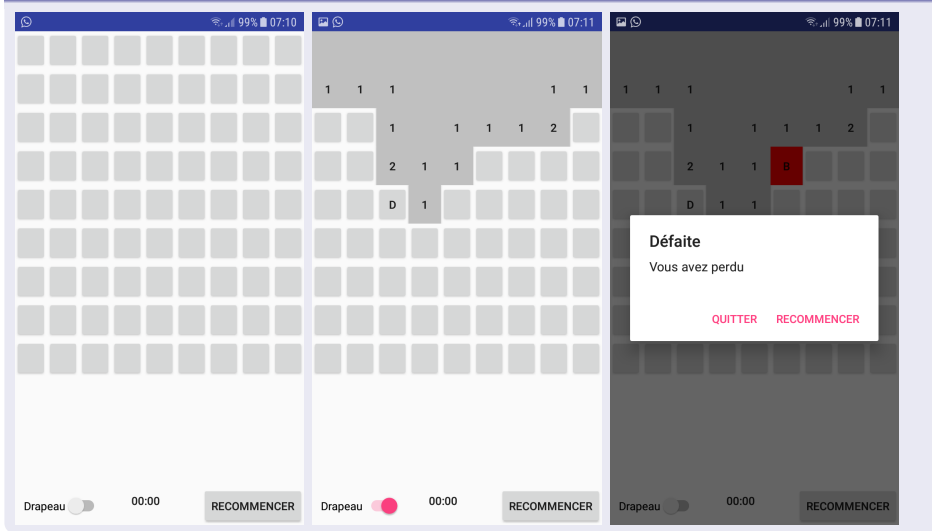 99% 07:10
Drapeau 00:00 RECOMMENCER
99% 07:11
1 1 1 1 1
1 1 1 1 2
2 1 1
D 1
Drapeau 00:00 RECOMMENCER
99% 07:11
1 1 1 1 1
1 1 1 1 2
2 1 1 B
D 1 1
Défaite
Vous avez perdu
QUITTER RECOMMENCER
Drapeau 00:00 RECOMMENCER